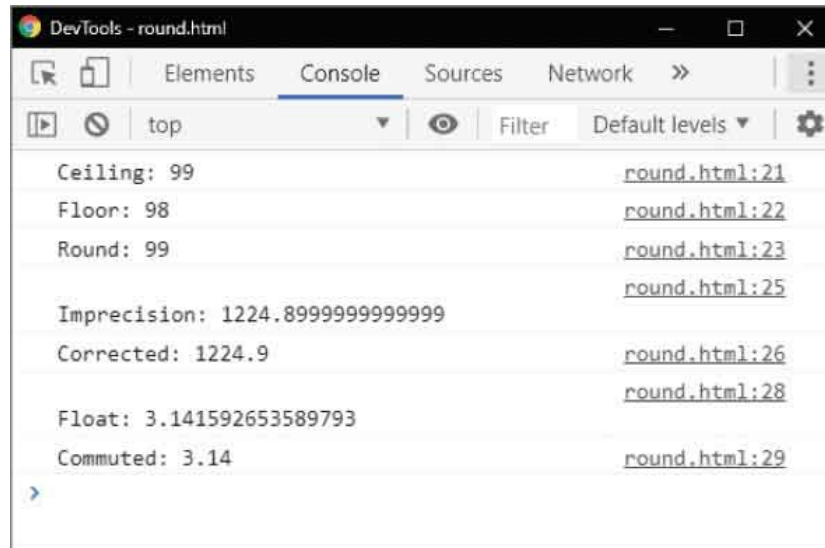 DevTools - round.html
Elements Console Sources Network »
top Filter Default levels
Ceiling: 99 round.html:21
Floor: 98 round.html:22
Round: 99 round.html:23
round.html:25
Imprecision: 1224.8999999999999
Corrected: 1224.9 round.html:26
round.html:28
Float: 3.141592653589793
Commuted: 3.14 round.html:29